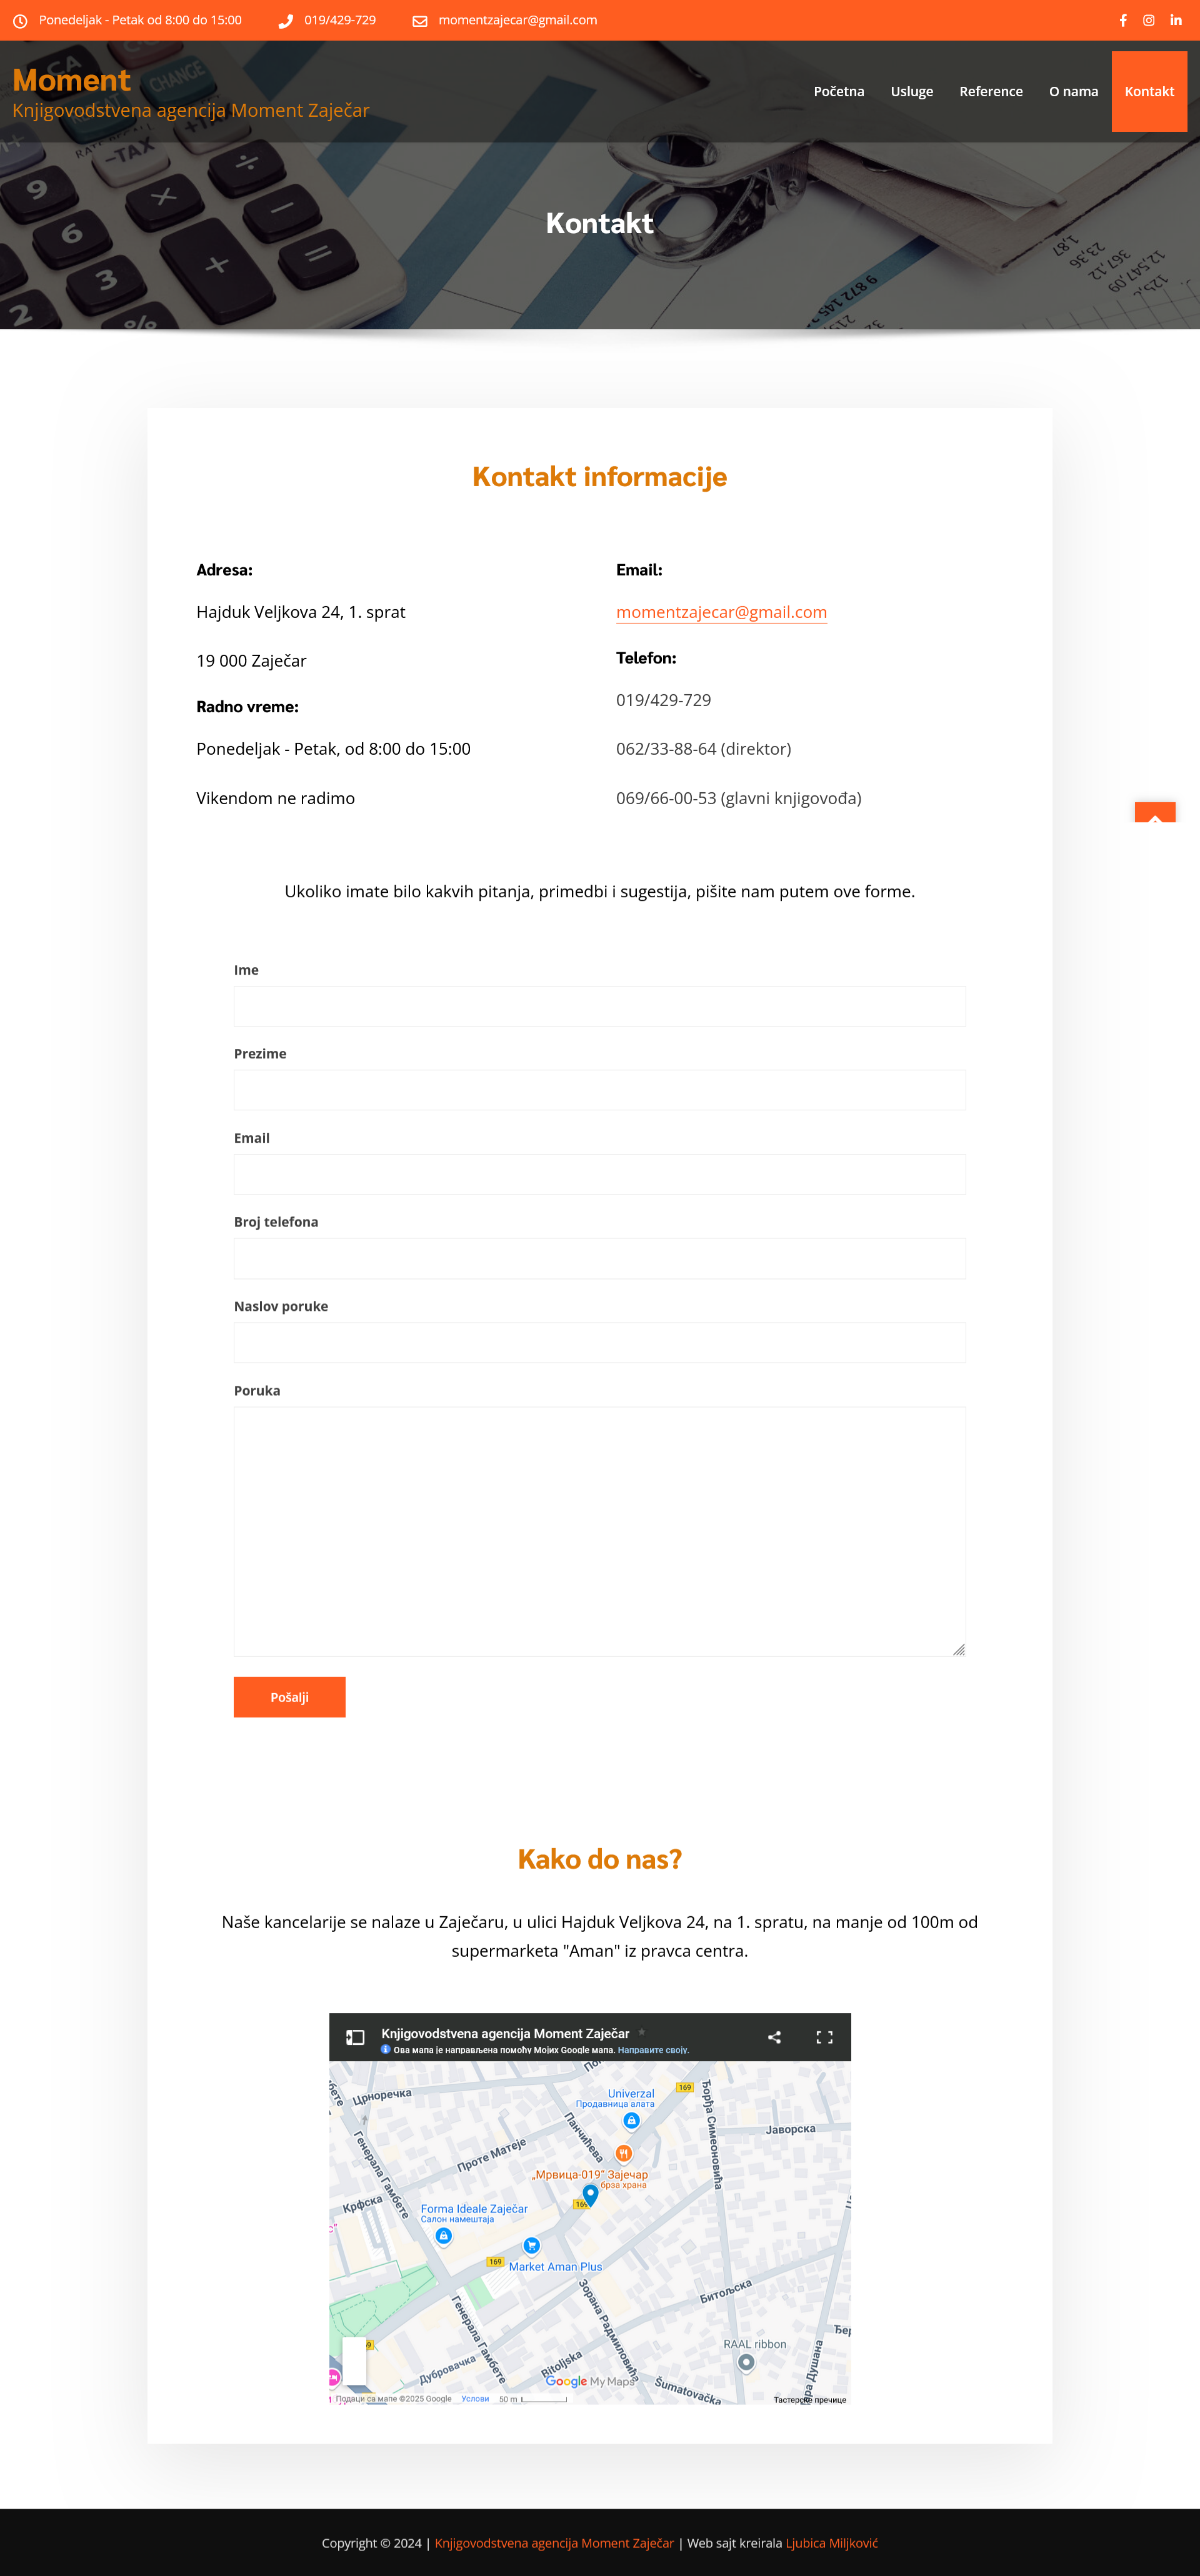 Ponedeljak - Petak od 8:00 do 15:00
019/429-729
momentzajecar@gmail.com
Moment
Knjigovodstvena agencija Moment Zaječar
Početna
Usluge
Reference
O nama
Kontakt
Kontakt
Kontakt informacije
Adresa:
Hajduk Veljkova 24, 1. sprat
19 000 Zaječar
Radno vreme:
Ponedeljak - Petak, od 8:00 do 15:00
Vikendom ne radimo
Email:
momentzajecar@gmail.com
Telefon:
019/429-729
062/33-88-64 (direktor)
069/66-00-53 (glavni knjigovođa)
Ukoliko imate bilo kakvih pitanja, primedbi i sugestija, pišite nam putem ove forme.
Ime
Prezime
Email
Broj telefona
Naslov poruke
Poruka
Pošalji
Kako do nas?
Naše kancelarije se nalaze u Zaječaru, u ulici Hajduk Veljkova 24, na 1. spratu, na manje od 100m od
supermarketa "Aman" iz pravca centra.
Knjigovodstvena agencija Moment Zaječar
Ова мапа је направљена помоћу Мојих Google мапа. Направите своју.
Црноречка
Univerzal
Продавница алата
169
Ђорђа Симеоновића
Јаворска
Панчићева
Генерала Гамбете
Проте Матеје
„Мрвица-019“ Зајечар
брза храна
Крфска
Forma Ideale Zaječar
Салон намештаја
169
Market Aman Plus
Генерала Гамбете
Зорана Радмиловића
Битољска
RAAL ribbon
Дубровачка
Bitoljska
Šumatovačka
Google My Maps
Подаци са мапе ©2025 Google
Услови
50 m
Тастерске пречице
Copyright © 2024 | Knjigovodstvena agencija Moment Zaječar | Web sajt kreirala Ljubica Miljković